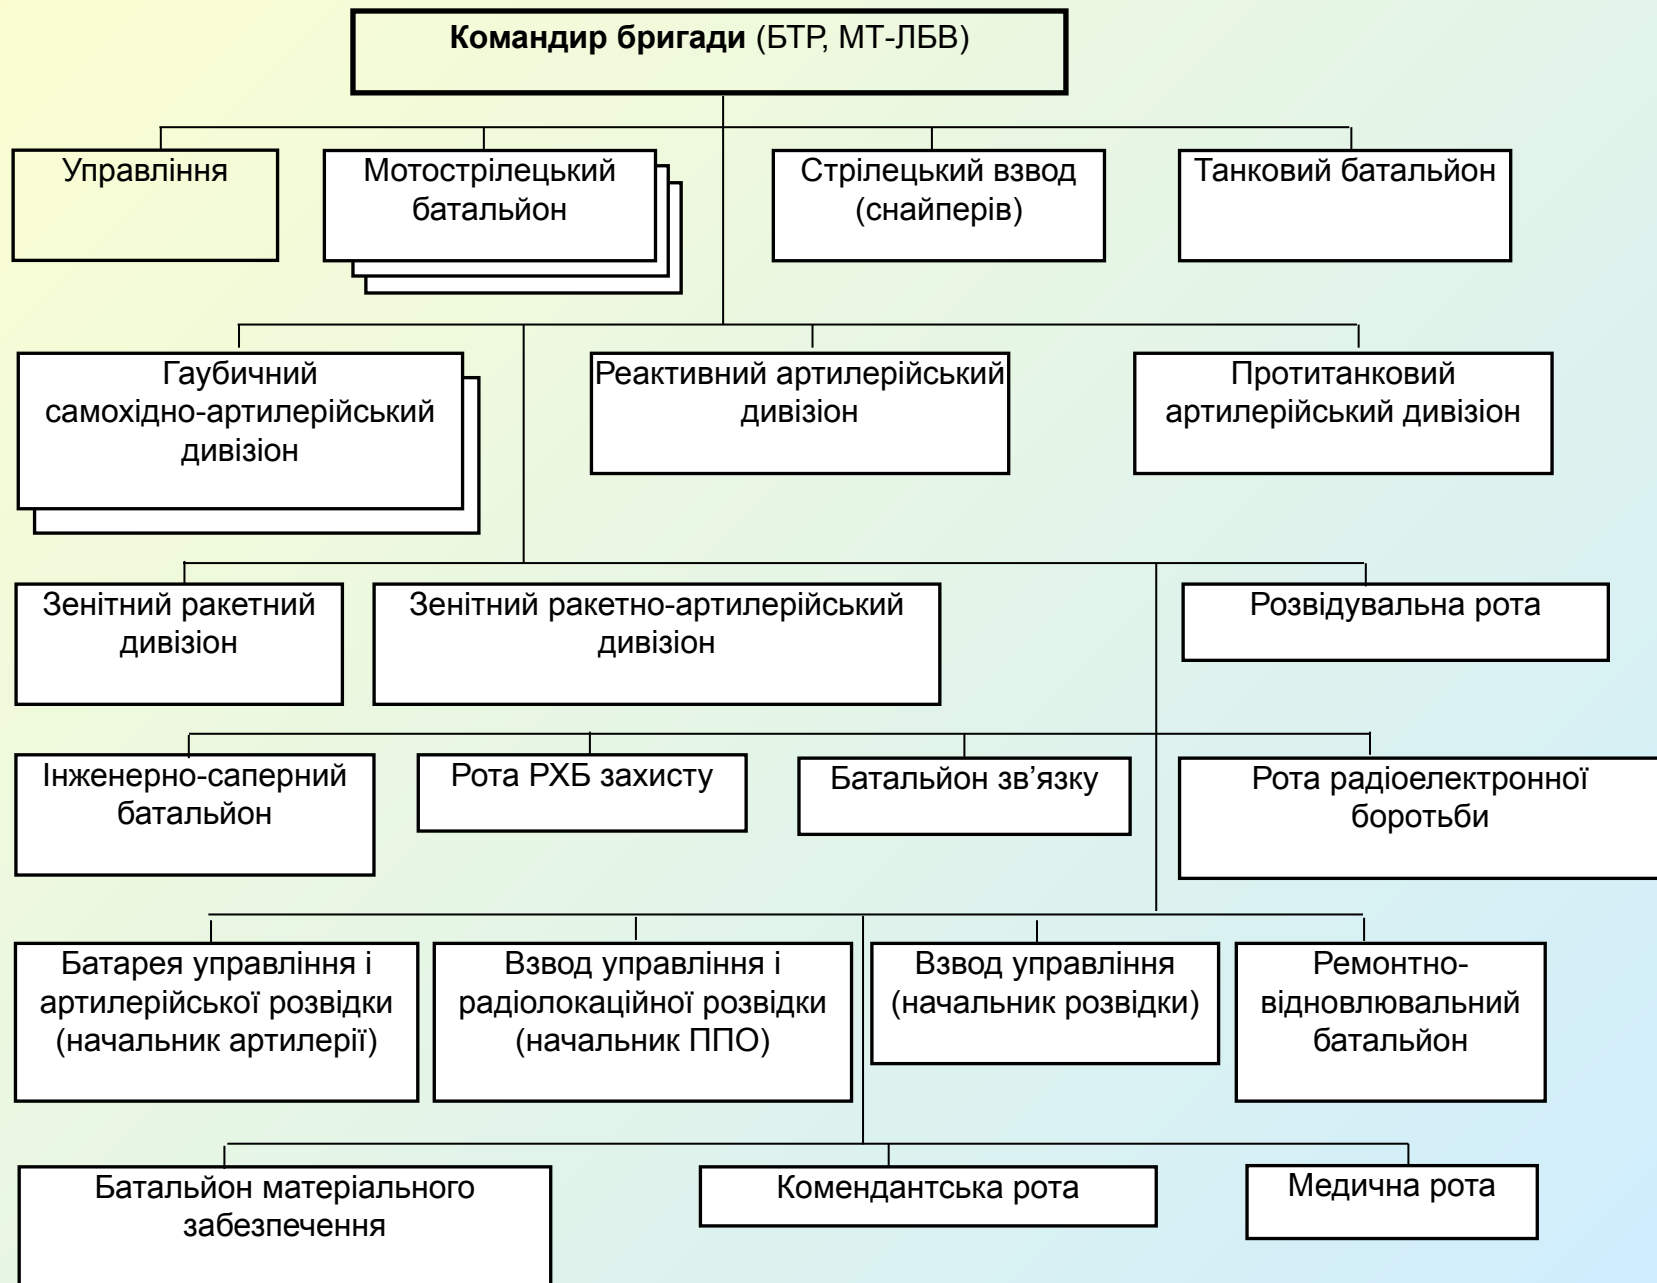 Командир бригади (БТР, МТ-ЛБВ)
Управління
Мотострілецький
батальйон
Стрілецький взвод
(снайперів)
Танковий батальйон
Гаубичний
самохідно-артилерійський
дивізіон
Реактивний артилерійський
дивізіон
Протитанковий
артилерійський дивізіон
Зенітний ракетний
дивізіон
Зенітний ракетно-артилерійський
дивізіон
Розвідувальна рота
Інженерно-саперний
батальйон
Рота РХБ захисту
Батальйон зв’язку
Рота радіоелектронної
боротьби
Батарея управління і
артилерійської розвідки
(начальник артилерії)
Взвод управління і
радіолокаційної розвідки
(начальник ППО)
Взвод управління
(начальник розвідки)
Ремонтно-
відновлювальний
батальйон
Батальйон матеріального
забезпечення
Комендантська рота
Медична рота